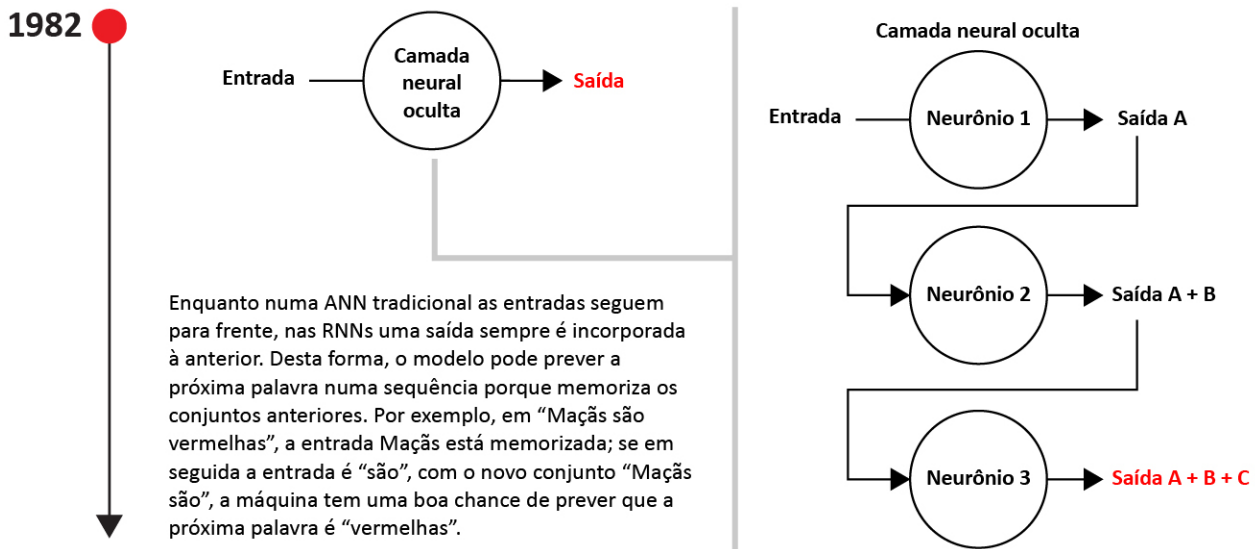 1982
Entrada
Camada
neural
oculta
Saída
Enquanto numa ANN tradicional as entradas seguem
para frente, nas RNNs uma saída sempre é incorporada
à anterior. Desta forma, o modelo pode prever a
próxima palavra numa sequência porque memoriza os
conjuntos anteriores. Por exemplo, em “Maçãs são
vermelhas”, a entrada Maçãs está memorizada; se em
seguida a entrada é “são”, com o novo conjunto “Maçãs
são”, a máquina tem uma boa chance de prever que a
próxima palavra é “vermelhas”.
Camada neural oculta
Entrada
Neurônio 1
Saída A
Neurônio 2
Saída A + B
Neurônio 3
Saída A + B + C